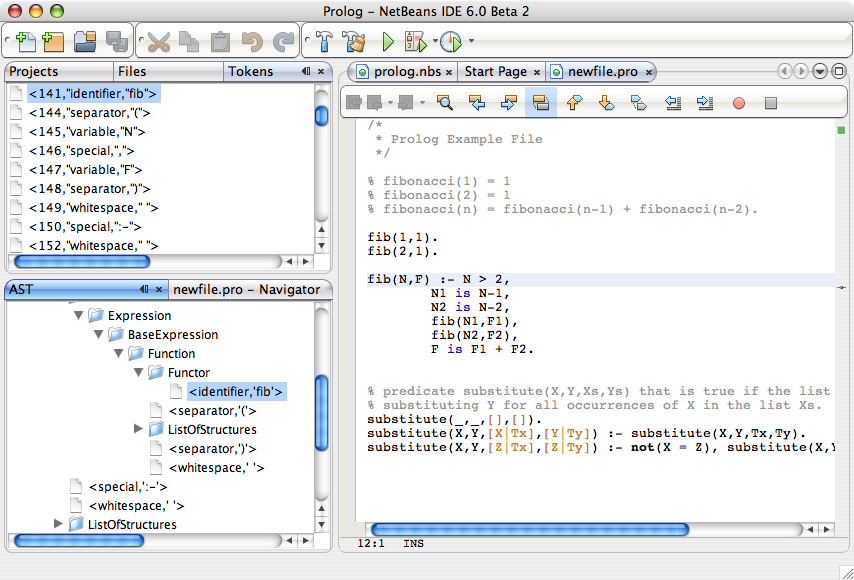 Prolog – NetBeans IDE 6.0 Beta 2
Projects Files Tokens
<141,"identifier,"fib">
<144,"separator,"(">
<145,"variable,"N">
<146,"special,",">
<147,"variable,"F">
<148,"separator,")">
<149,"whitespace," ">
<150,"special,":-">
<152,"whitespace," ">
AST newfile.pro – Navigator
Expression
BaseExpression
Function
Functor
<identifier,'fib'>
<separator,'('>
ListOfStructures
<separator,')'>
<whitespace,' '>
<special,':-'>
<whitespace,' '>
ListOfStructures
prolog.nbs Start Page newfile.pro
/*
 * Prolog Example File
 */
% fibonacci(1) = 1
% fibonacci(2) = 1
% fibonacci(n) = fibonacci(n-1) + fibonacci(n-2).
fib(1,1).
fib(2,1).
fib(N,F) :- N > 2,
N1 is N-1,
N2 is N-2,
fib(N1,F1),
fib(N2,F2),
F is F1 + F2.
% predicate substitute(X,Y,Xs,Ys) that is true if the list
% substituting Y for all occurrences of X in the list Xs.
substitute(_,_,[],[]).
substitute(X,Y,[X|Tx],[Y|Ty]) :- substitute(X,Y,Tx,Ty).
substitute(X,Y,[Z|Tx],[Z|Ty]) :- not(X = Z), substitute(X,Y
12:1 INS